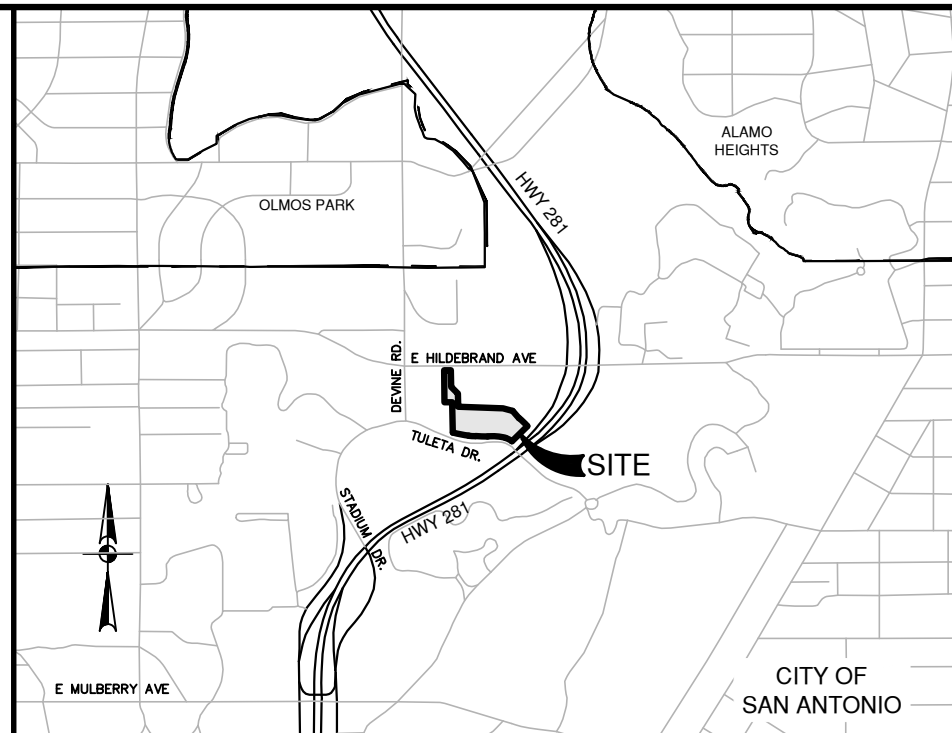 ALAMO
HEIGHTS
OLMOS PARK
HWY 281
DEVINE RD.
E HILDEBRAND AVE
TULETA DR.
SITE
STADIUM DR.
HWY 281
E MULBERRY AVE
CITY OF
SAN ANTONIO